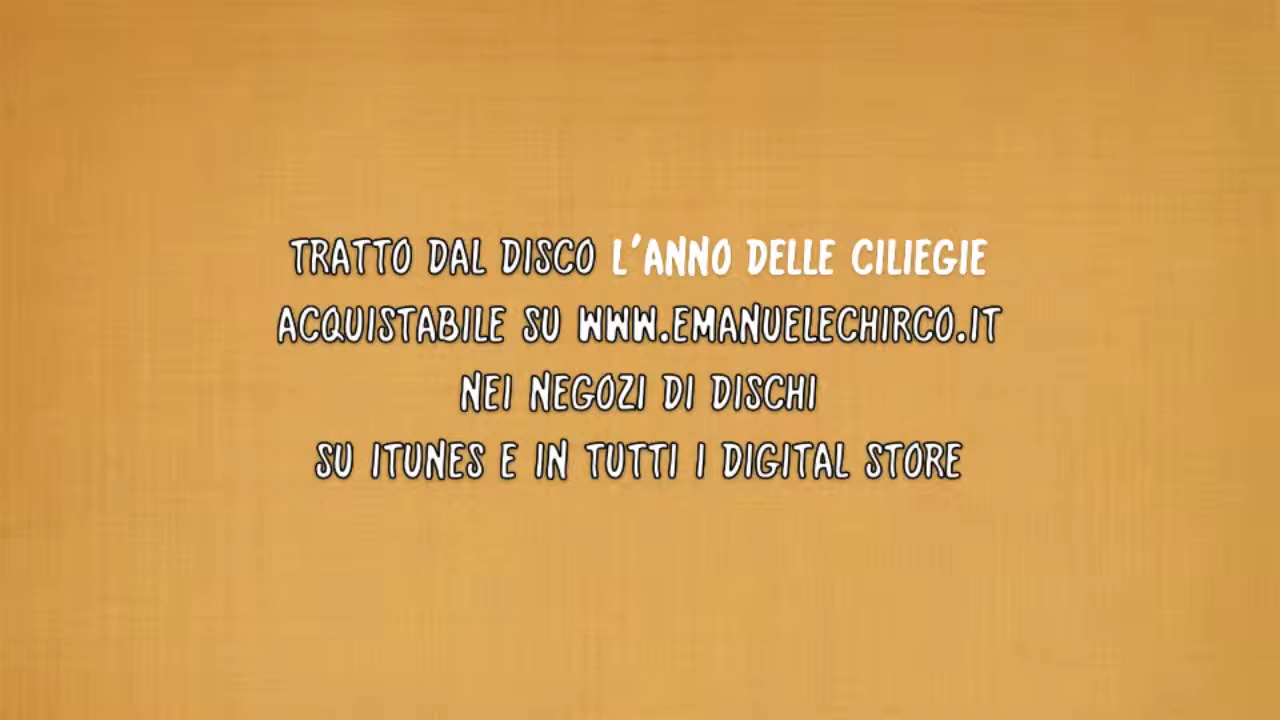 TRATTO DAL DISCO L'ANNO DELLE CILIEGIE
ACQUISTABILE SU WWW.EMANUELECHIRCO.IT
NEI NEGOZI DI DISCHI
SU ITUNES E IN TUTTI I DIGITAL STORE